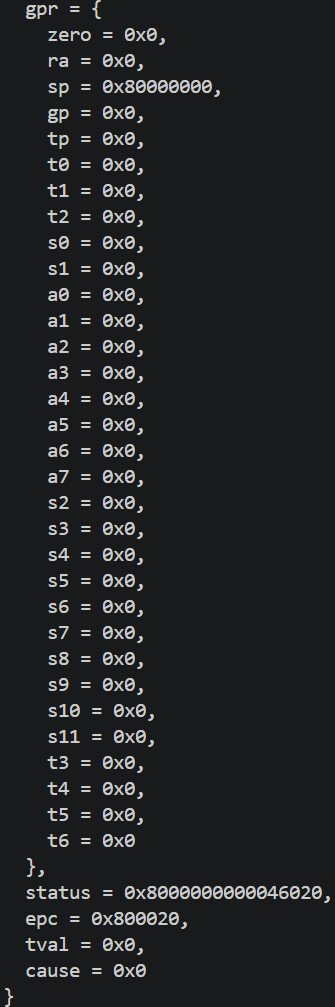 gpr = {
zero = 0x0,
ra = 0x0,
sp = 0x80000000,
gp = 0x0,
tp = 0x0,
t0 = 0x0,
t1 = 0x0,
t2 = 0x0,
s0 = 0x0,
s1 = 0x0,
a0 = 0x0,
a1 = 0x0,
a2 = 0x0,
a3 = 0x0,
a4 = 0x0,
a5 = 0x0,
a6 = 0x0,
a7 = 0x0,
s2 = 0x0,
s3 = 0x0,
s4 = 0x0,
s5 = 0x0,
s6 = 0x0,
s7 = 0x0,
s8 = 0x0,
s9 = 0x0,
s10 = 0x0,
s11 = 0x0,
t3 = 0x0,
t4 = 0x0,
t5 = 0x0,
t6 = 0x0
},
status = 0x8000000000046020,
epc = 0x800020,
tval = 0x0,
cause = 0x0
}